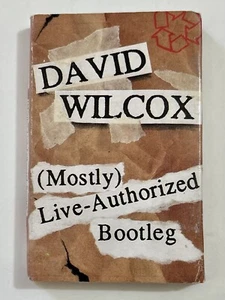 DAVID
WILCOX
(Mostly)
Live-Authorized
Bootleg